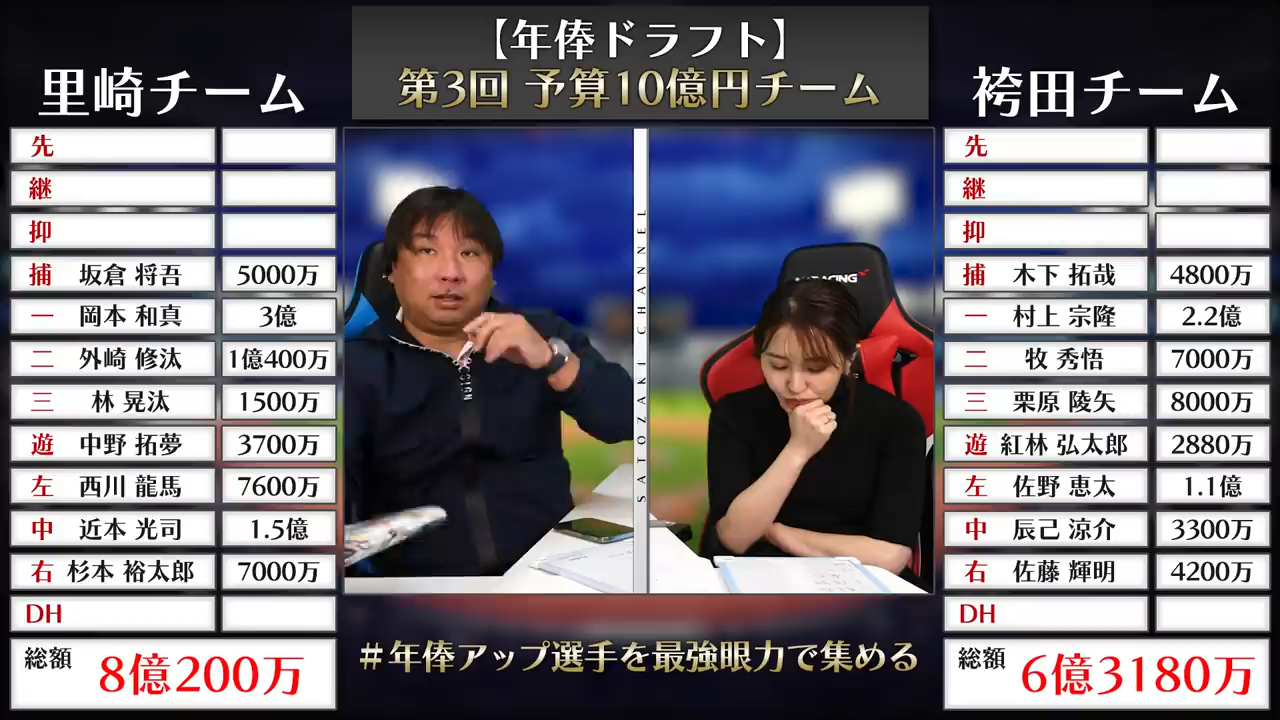 【年俸ドラフト】
第3回 予算10億円チーム
里崎チーム
先
継
抑
捕 坂倉 将吾 5000万
一 岡本 和真 3億
二 外崎 修汰 1億400万
三 林 晃汰 1500万
遊 中野 拓夢 3700万
左 西川 龍馬 7600万
中 近本 光司 1.5億
右 杉本 裕太郎 7000万
DH
総額 8億200万
SATOZAKI CHANNEL
#年俸アップ選手を最強眼力で集める
袴田チーム
先
継
抑
捕 木下 拓哉 4800万
一 村上 宗隆 2.2億
二 牧 秀悟 7000万
三 栗原 陵矢 8000万
遊 紅林 弘太郎 2880万
左 佐野 恵太 1.1億
中 辰己 涼介 3300万
右 佐藤 輝明 4200万
DH
総額 6億3180万